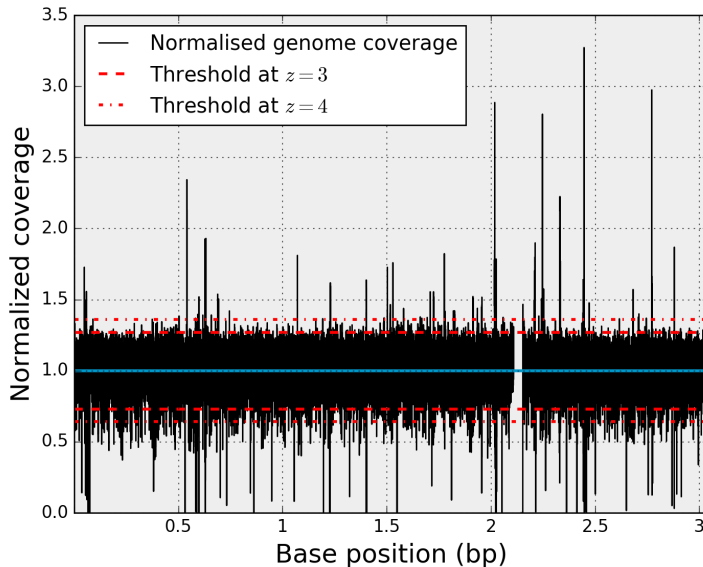 3.5
3.0
2.5
2.0
1.5
1.0
0.5
0.0
Normalized coverage
Normalised genome coverage
Threshold at z = 3
Threshold at z = 4
0.5
1
1.5
2
2.5
3
Base position (bp)